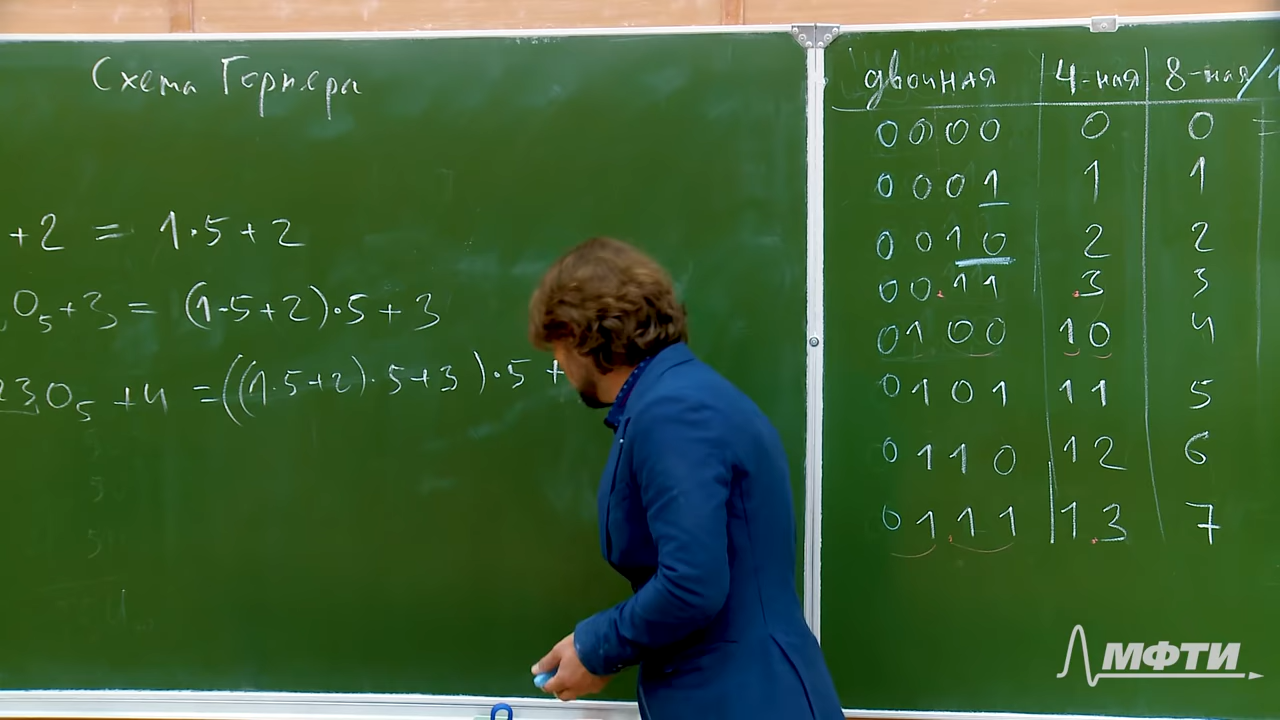 Схема Горнера
+2 = 1·5+2
0₅+3 = (1·5+2)·5+3
230₅+4 = ((1·5+2)·5+3)·5 +
двоичная 4-ная 8-ная/1
0000 0 0 =
0001 1 1
0010 2 2
0011 3 3
0100 10 4
0101 11 5
0110 12 6
0111 13 7
МФТИ